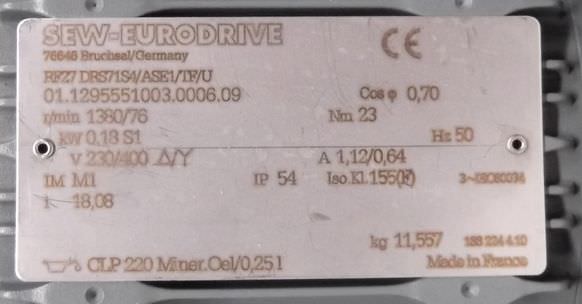 SEW-EURODRIVE CE
76646 Bruchsal/Germany
RF27 DRS71S4/ASE1/TF/U
01.1295551003.0006.09 Cos φ 0,70
r/min 1380/76 Nm 23
kW 0,18 S1 Hz 50
V 230/400 Δ/Y A 1,12/0,64
IM M1 IP 54 Iso.Kl. 155(F)
i 18,08
kg 11,557 188 224 4.10
CLP 220 Miner.Oel/0,25 l Made in France